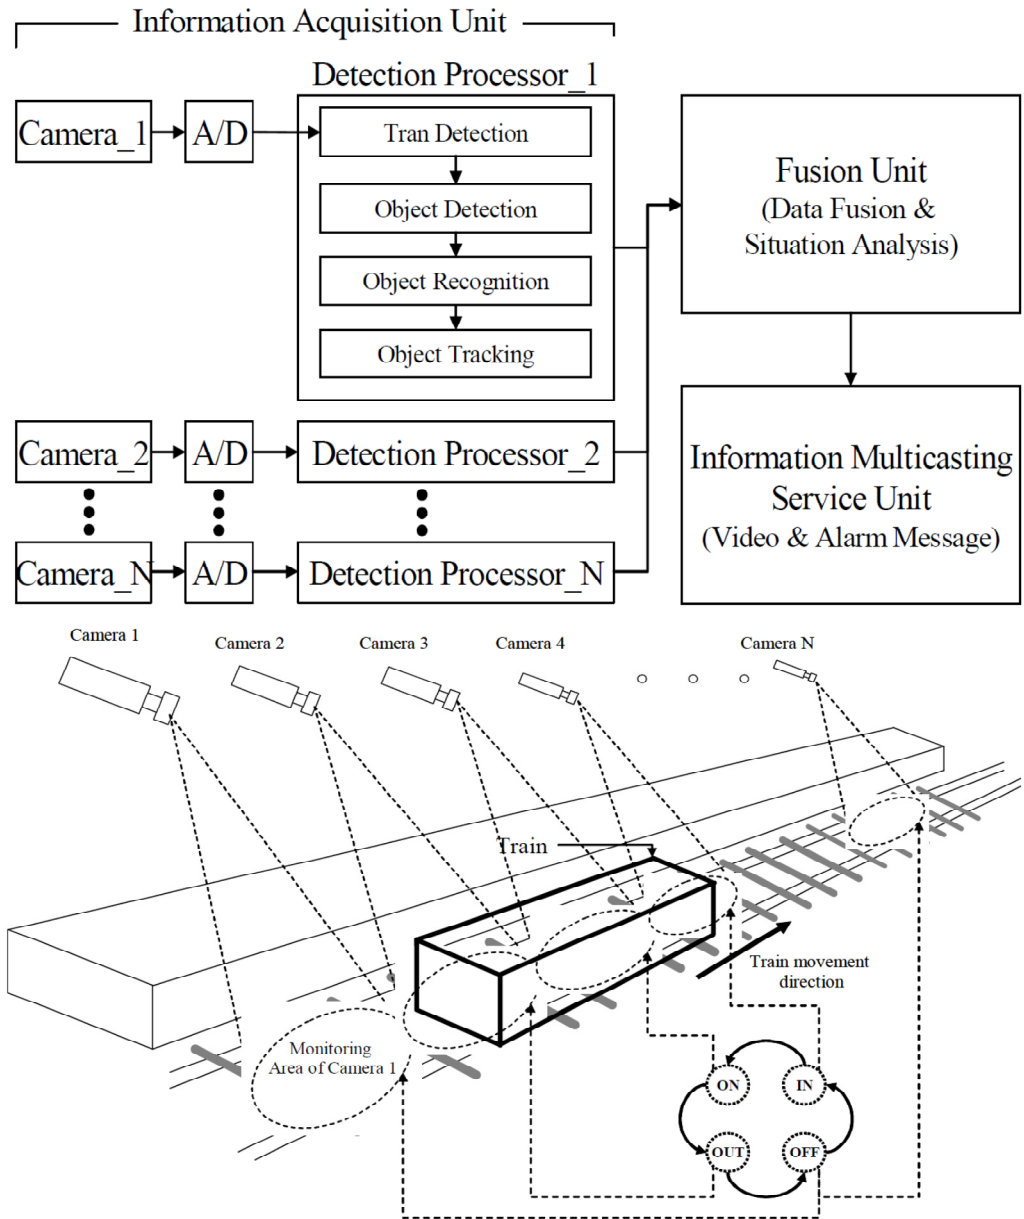 Information Acquisition Unit
Detection Processor_1
Camera_1
A/D
Tran Detection
Object Detection
Object Recognition
Object Tracking
Fusion Unit
(Data Fusion &
Situation Analysis)
Camera_2
A/D
Detection Processor_2
Information Multicasting
Service Unit
(Video & Alarm Message)
Camera_N
A/D
Detection Processor_N
Camera 1
Camera 2
Camera 3
Camera 4
Camera N
Train
Train movement
direction
Monitoring
Area of Camera 1
ON
IN
OUT
OFF